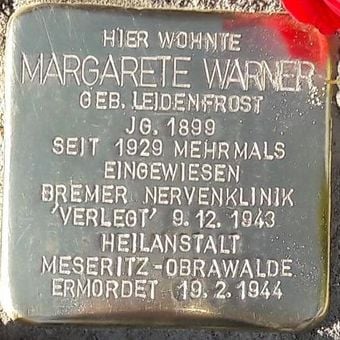 HIER WOHNTE
MARGARETE WARNER
GEB. LEIDENFROST
JG. 1899
SEIT 1929 MEHRMALS
EINGEWIESEN
BREMER NERVENKLINIK
'VERLEGT' 9.12.1943
HEILANSTALT
MESERITZ-OBRAWALDE
ERMORDET 19.2.1944